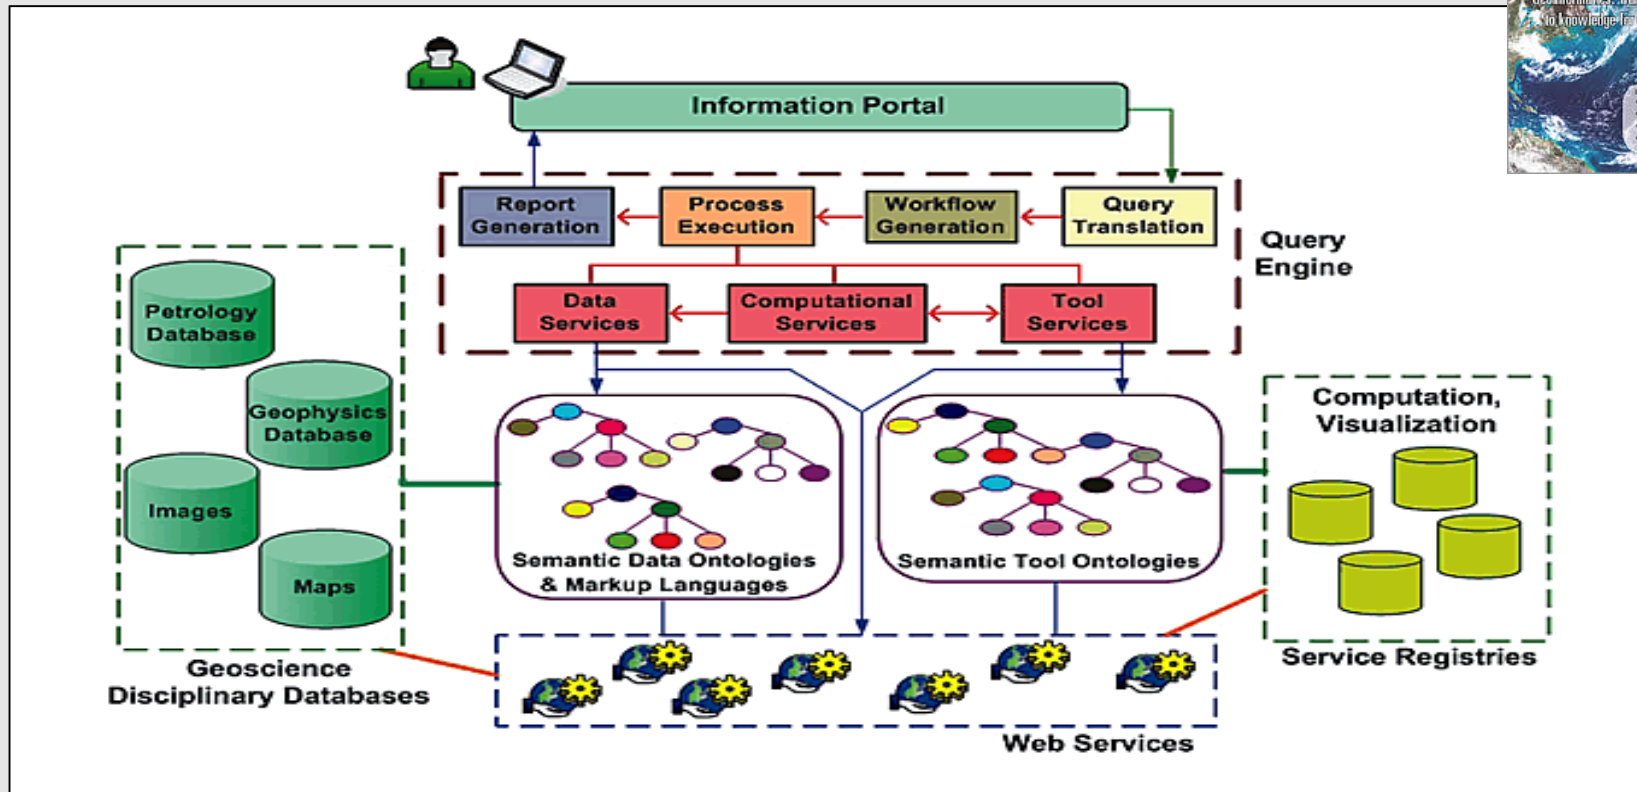 to knowledge
Information Portal
Report
Generation
Process
Execution
Workflow
Generation
Query
Translation
Query
Engine
Data
Services
Computational
Services
Tool
Services
Petrology
Database
Geophysics
Database
Images
Maps
Geoscience
Disciplinary Databases
Semantic Data Ontologies
& Markup Languages
Semantic Tool Ontologies
Computation,
Visualization
Service Registries
Web Services